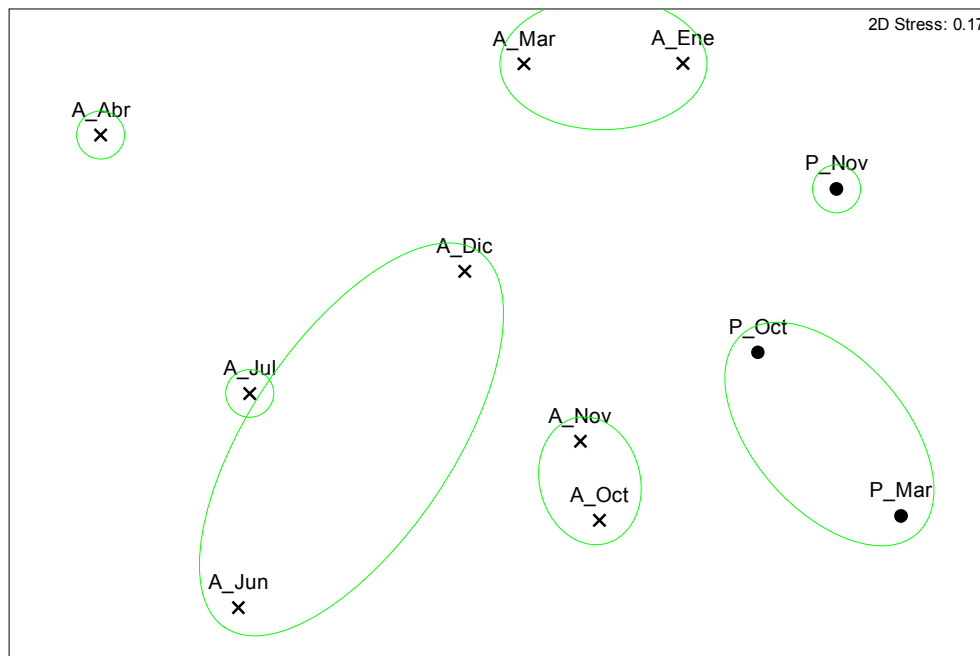 2D Stress: 0.17
A_Mar
A_Ene
A_Abr
P_Nov
A_Dic
P_Oct
A_Jul
A_Nov
P_Mar
A_Oct
A_Jun